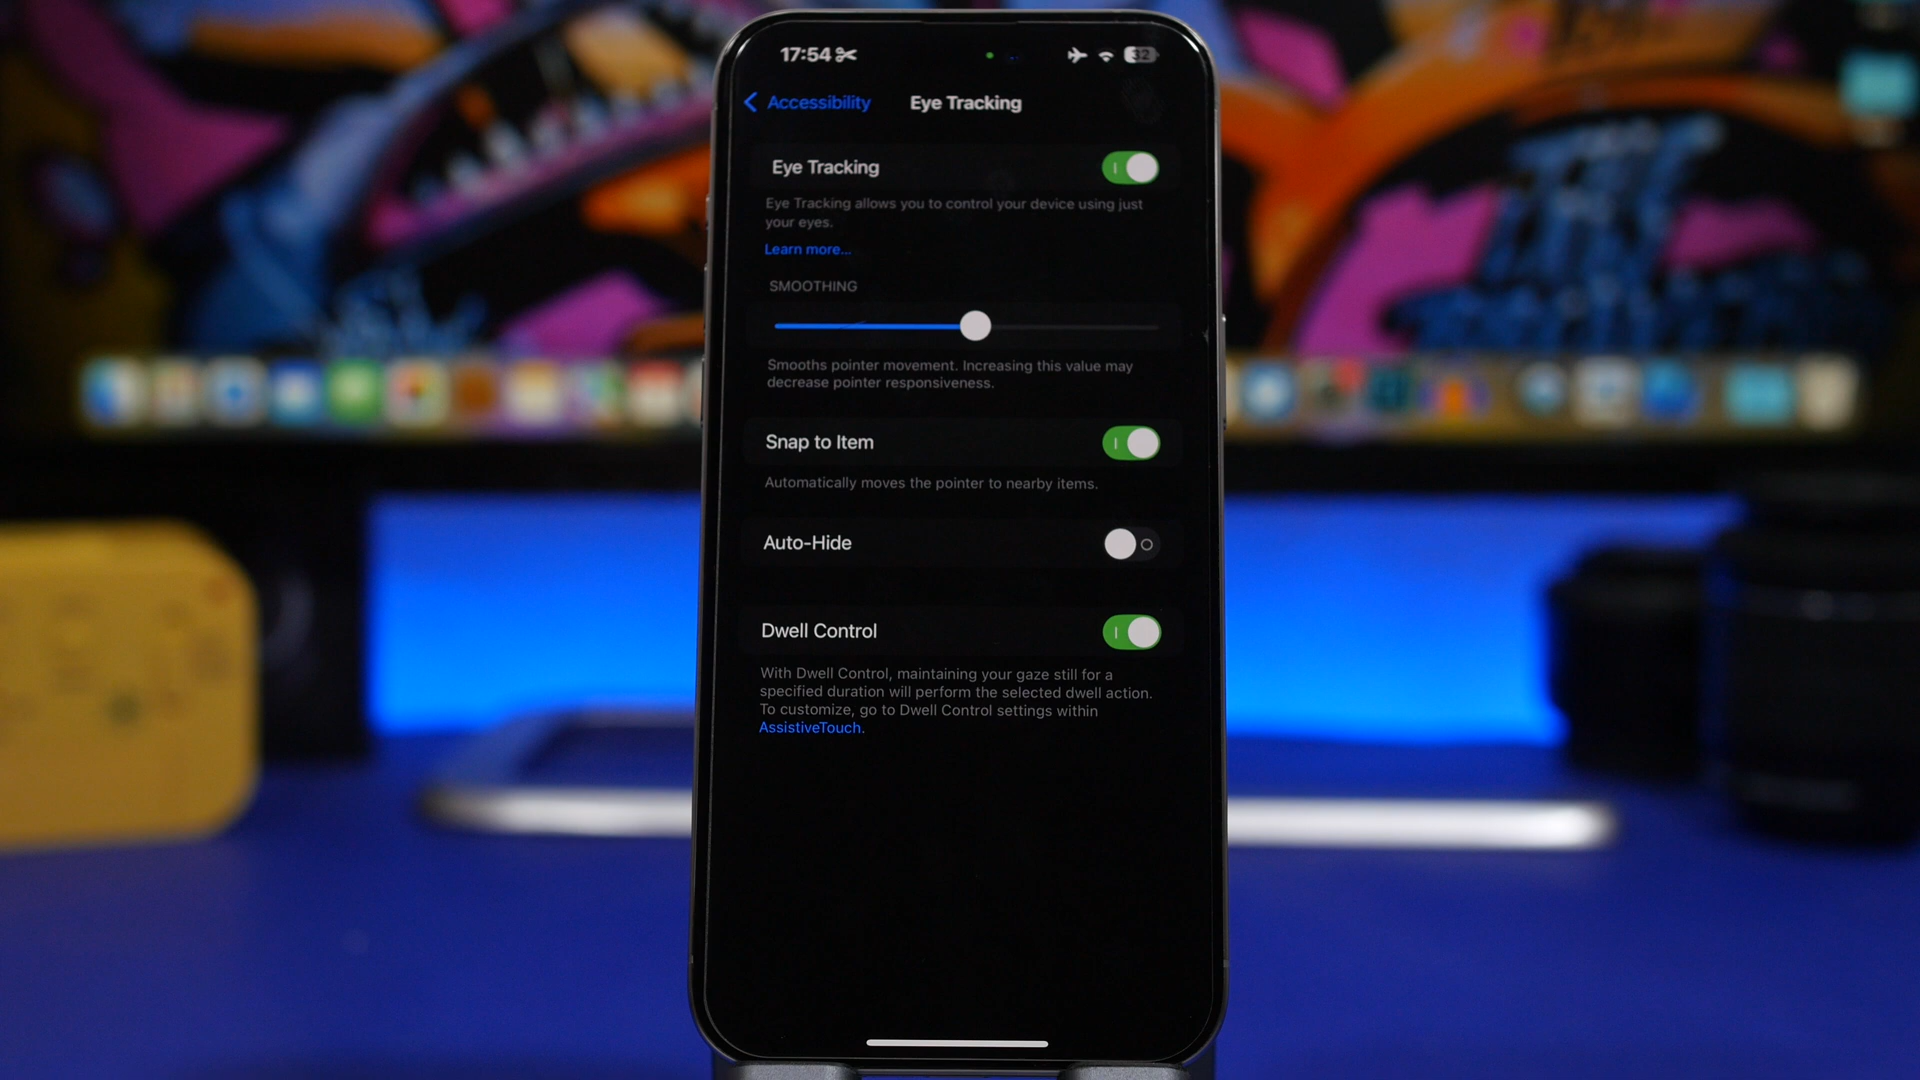 17:54
32
Accessibility
Eye Tracking
Eye Tracking
Eye Tracking allows you to control your device using just
your eyes.
Learn more...
SMOOTHING
Smooths pointer movement. Increasing this value may
decrease pointer responsiveness.
Snap to Item
Automatically moves the pointer to nearby items.
Auto-Hide
Dwell Control
With Dwell Control, maintaining your gaze still for a
specified duration will perform the selected dwell action.
To customize, go to Dwell Control settings within
AssistiveTouch.